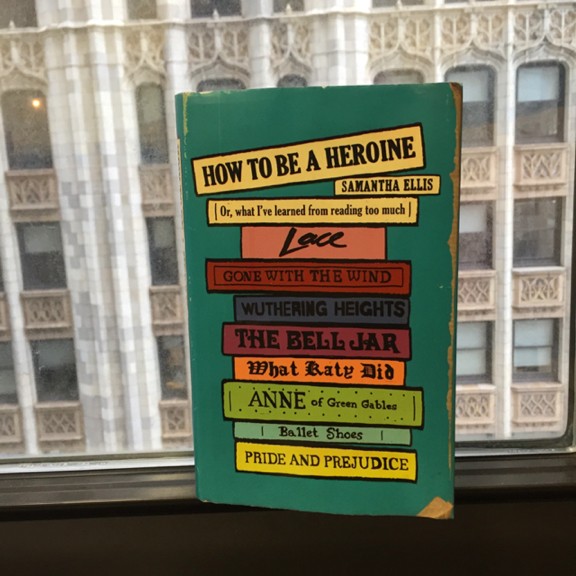 HOW TO BE A HEROINE
SAMANTHA ELLIS
[ Or, what I've learned from reading too much ]
Lace
GONE WITH THE WIND
WUTHERING HEIGHTS
THE BELL JAR
What Katy Did
ANNE of Green Gables
Ballet Shoes
PRIDE AND PREJUDICE